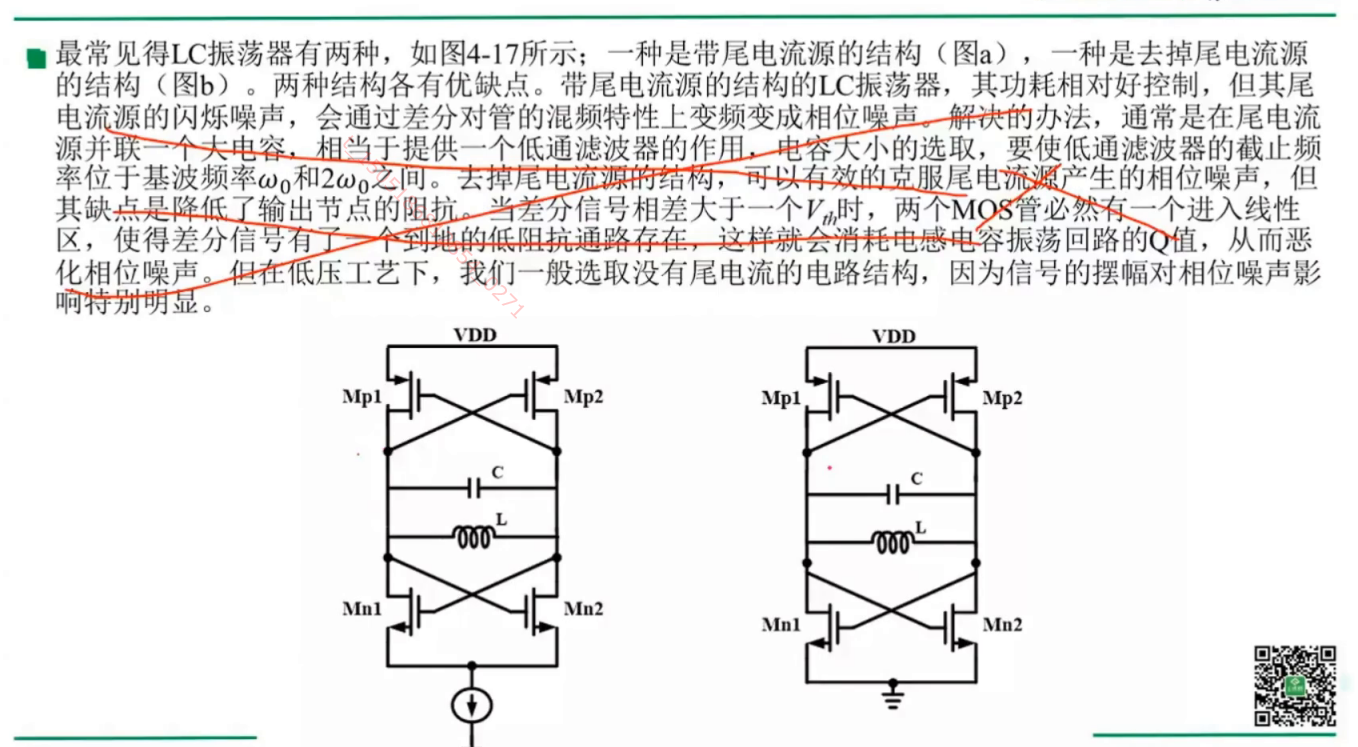 最常见得LC振荡器有两种，如图4-17所示；一种是带尾电流源的结构（图a），一种是去掉尾电流源
的结构（图b）。两种结构各有优缺点。带尾电流源的结构的LC振荡器，其功耗相对好控制，但其尾
电流源的闪烁噪声，会通过差分对管的混频特性上变频变成相位噪声。解决的办法，通常是在尾电流
源并联一个大电容，相当于提供一个低通滤波器的作用，电容大小的选取，要使低通滤波器的截止频
率位于基波频率ω₀和2ω₀之间。去掉尾电流源的结构，可以有效的克服尾电流源产生的相位噪声，但
其缺点是降低了输出节点的阻抗。当差分信号相差大于一个Vth时，两个MOS管必然有一个进入线性
区，使得差分信号有了一个到地的低阻抗通路存在，这样就会消耗电感电容振荡回路的Q值，从而恶
化相位噪声。但在低压工艺下，我们一般选取没有尾电流的电路结构，因为信号的摆幅对相位噪声影
响特别明显。
VDD
Mp1
Mp2
C
L
Mn1
Mn2
VDD
Mp1
Mp2
C
L
Mn1
Mn2